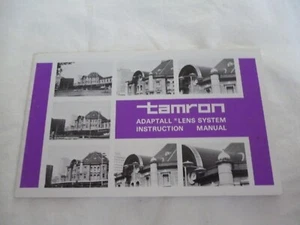 tamron
ADAPTALL * LENS SYSTEM
INSTRUCTION MANUAL